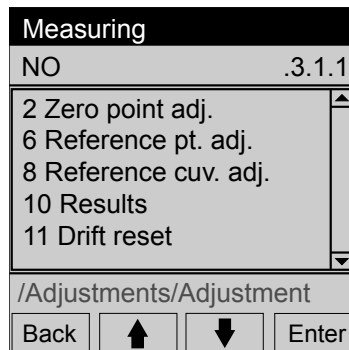 Measuring
NO .3.1.1
2 Zero point adj.
6 Reference pt. adj.
8 Reference cuv. adj.
10 Results
11 Drift reset
/Adjustments/Adjustment
Back Enter